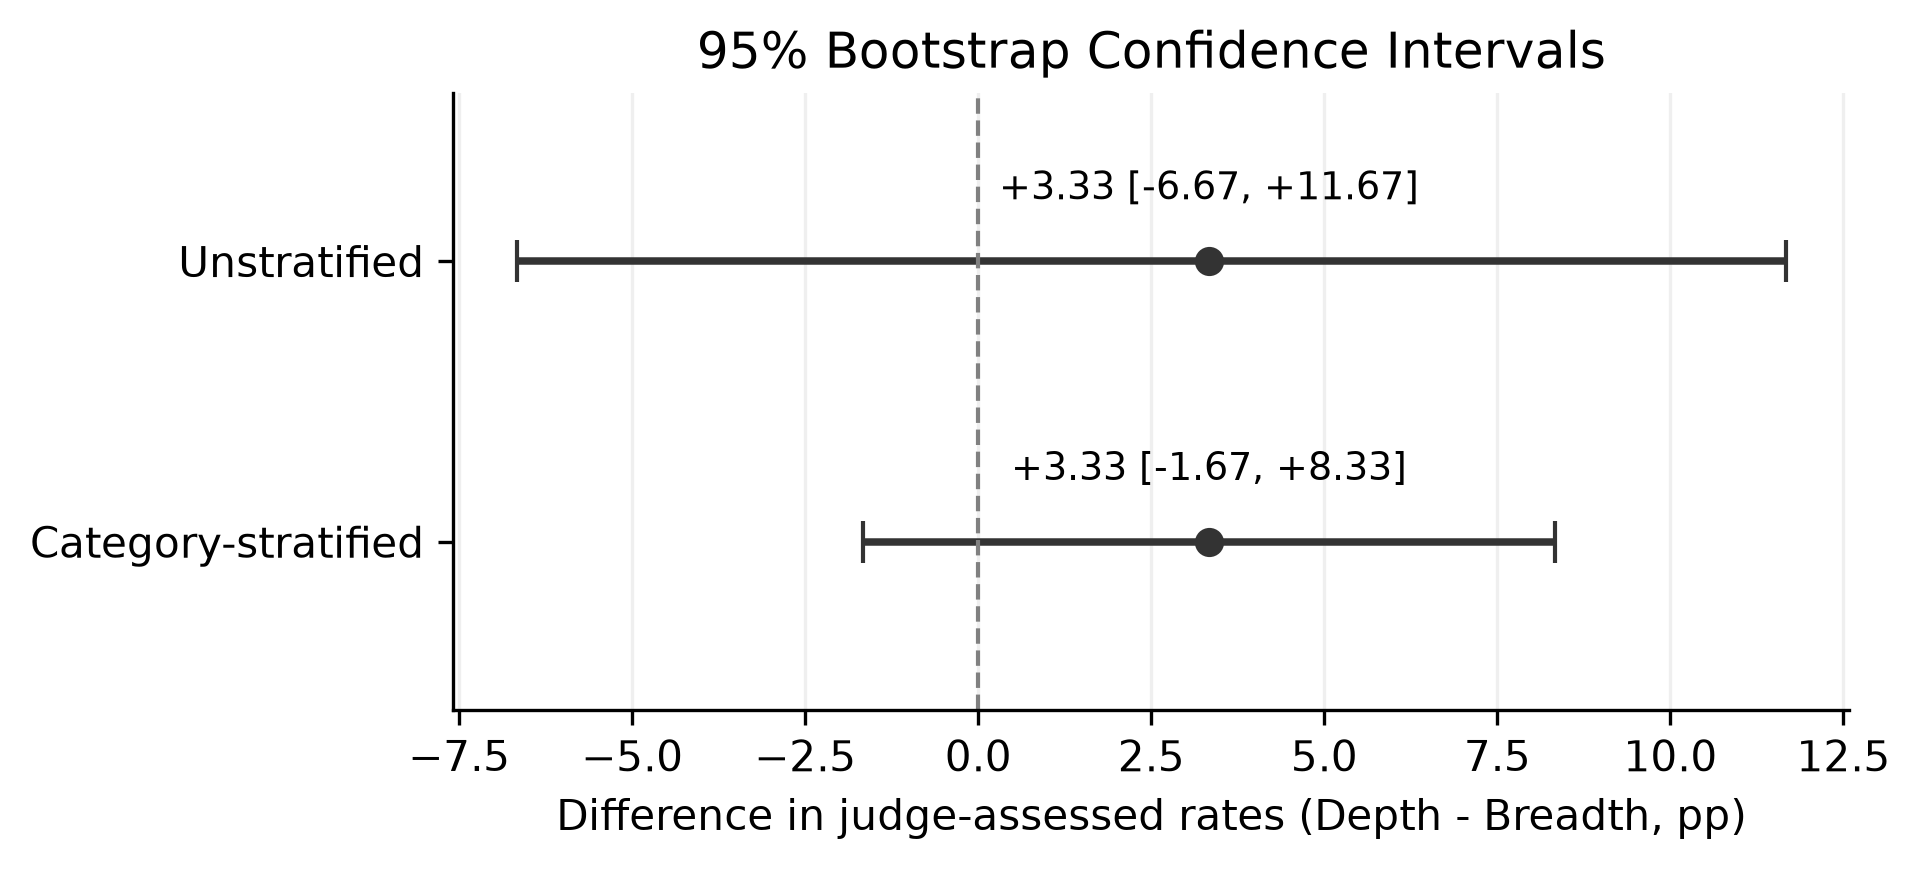 95% Bootstrap Confidence Intervals
+3.33 [-6.67, +11.67]
Unstratified
+3.33 [-1.67, +8.33]
Category-stratified
−7.5 −5.0 −2.5 0.0 2.5 5.0 7.5 10.0 12.5
Difference in judge-assessed rates (Depth - Breadth, pp)